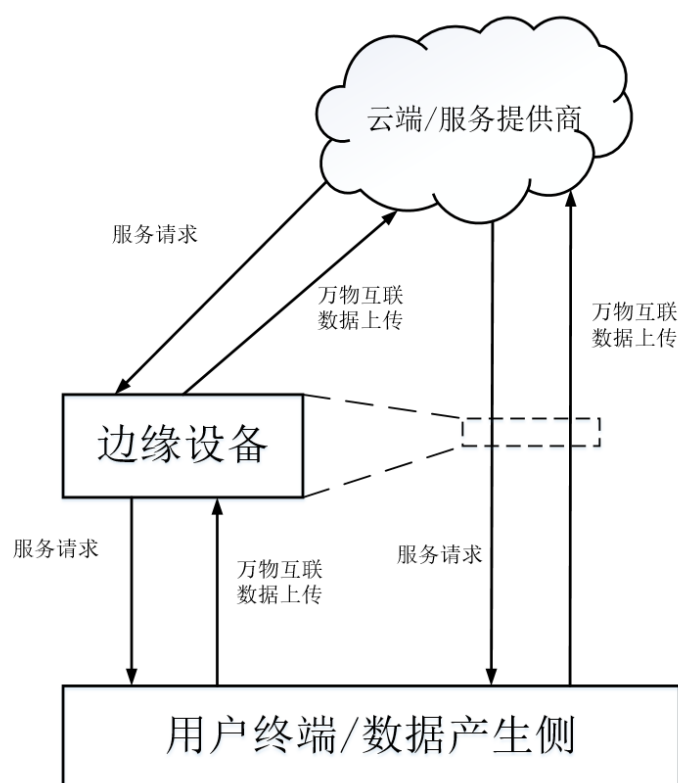 云端/服务提供商
服务请求
万物互联
数据上传
万物互联
数据上传
边缘设备
服务请求
万物互联
数据上传
服务请求
用户终端/数据产生侧